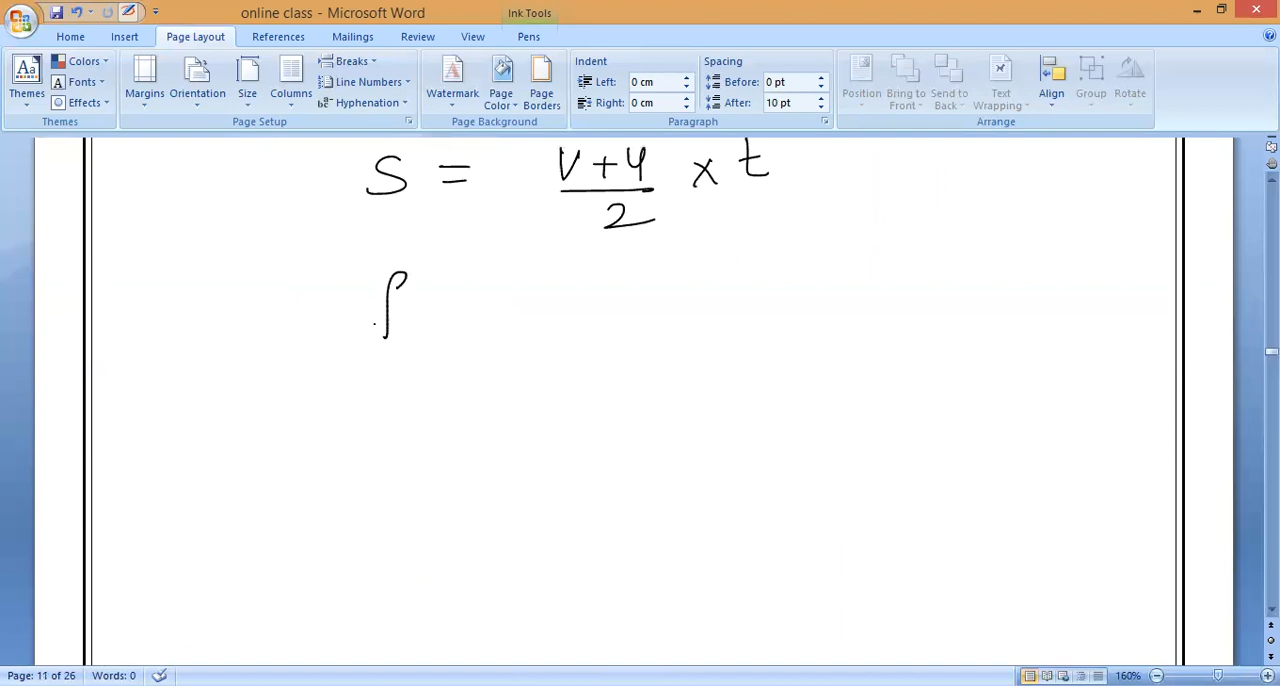 online class - Microsoft Word
Ink Tools
Home Insert Page Layout References Mailings Review View Pens
Themes Colors Fonts Effects
Themes
Margins Orientation Size Columns Breaks Line Numbers Hyphenation
Page Setup
Watermark Page Color Page Borders
Page Background
Indent Spacing
Left: 0 cm Before: 0 pt
Right: 0 cm After: 10 pt
Paragraph
Position Bring to Front Send to Back Text Wrapping Align Group Rotate
Arrange
S = v+u/2 x t
Page: 11 of 26 Words: 0 160%